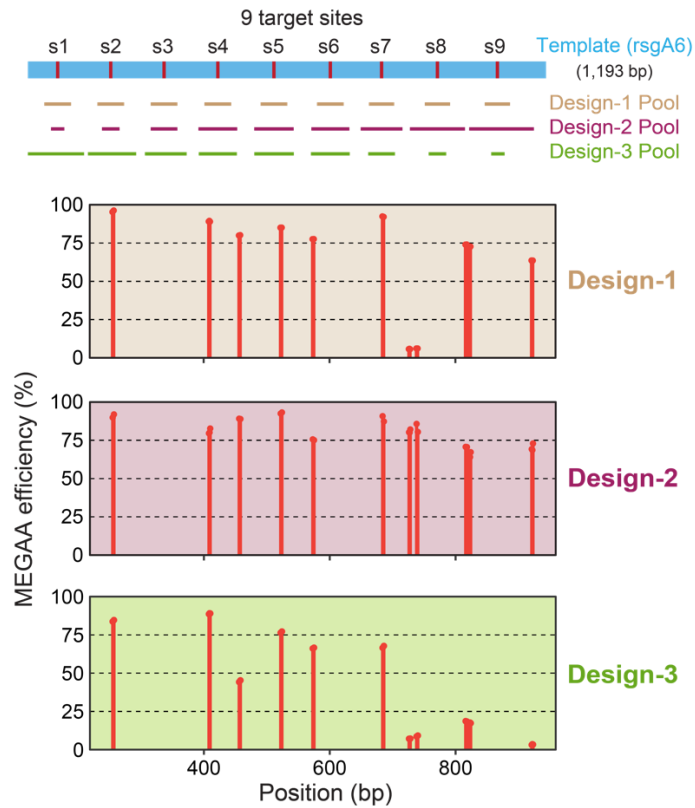 9 target sites
s1 s2 s3 s4 s5 s6 s7 s8 s9
Template (rsgA6)
(1,193 bp)
Design-1 Pool
Design-2 Pool
Design-3 Pool
MEGAA efficiency (%)
100
75
50
25
0
Design-1
100
75
50
25
0
Design-2
100
75
50
25
0
Design-3
400 600 800
Position (bp)